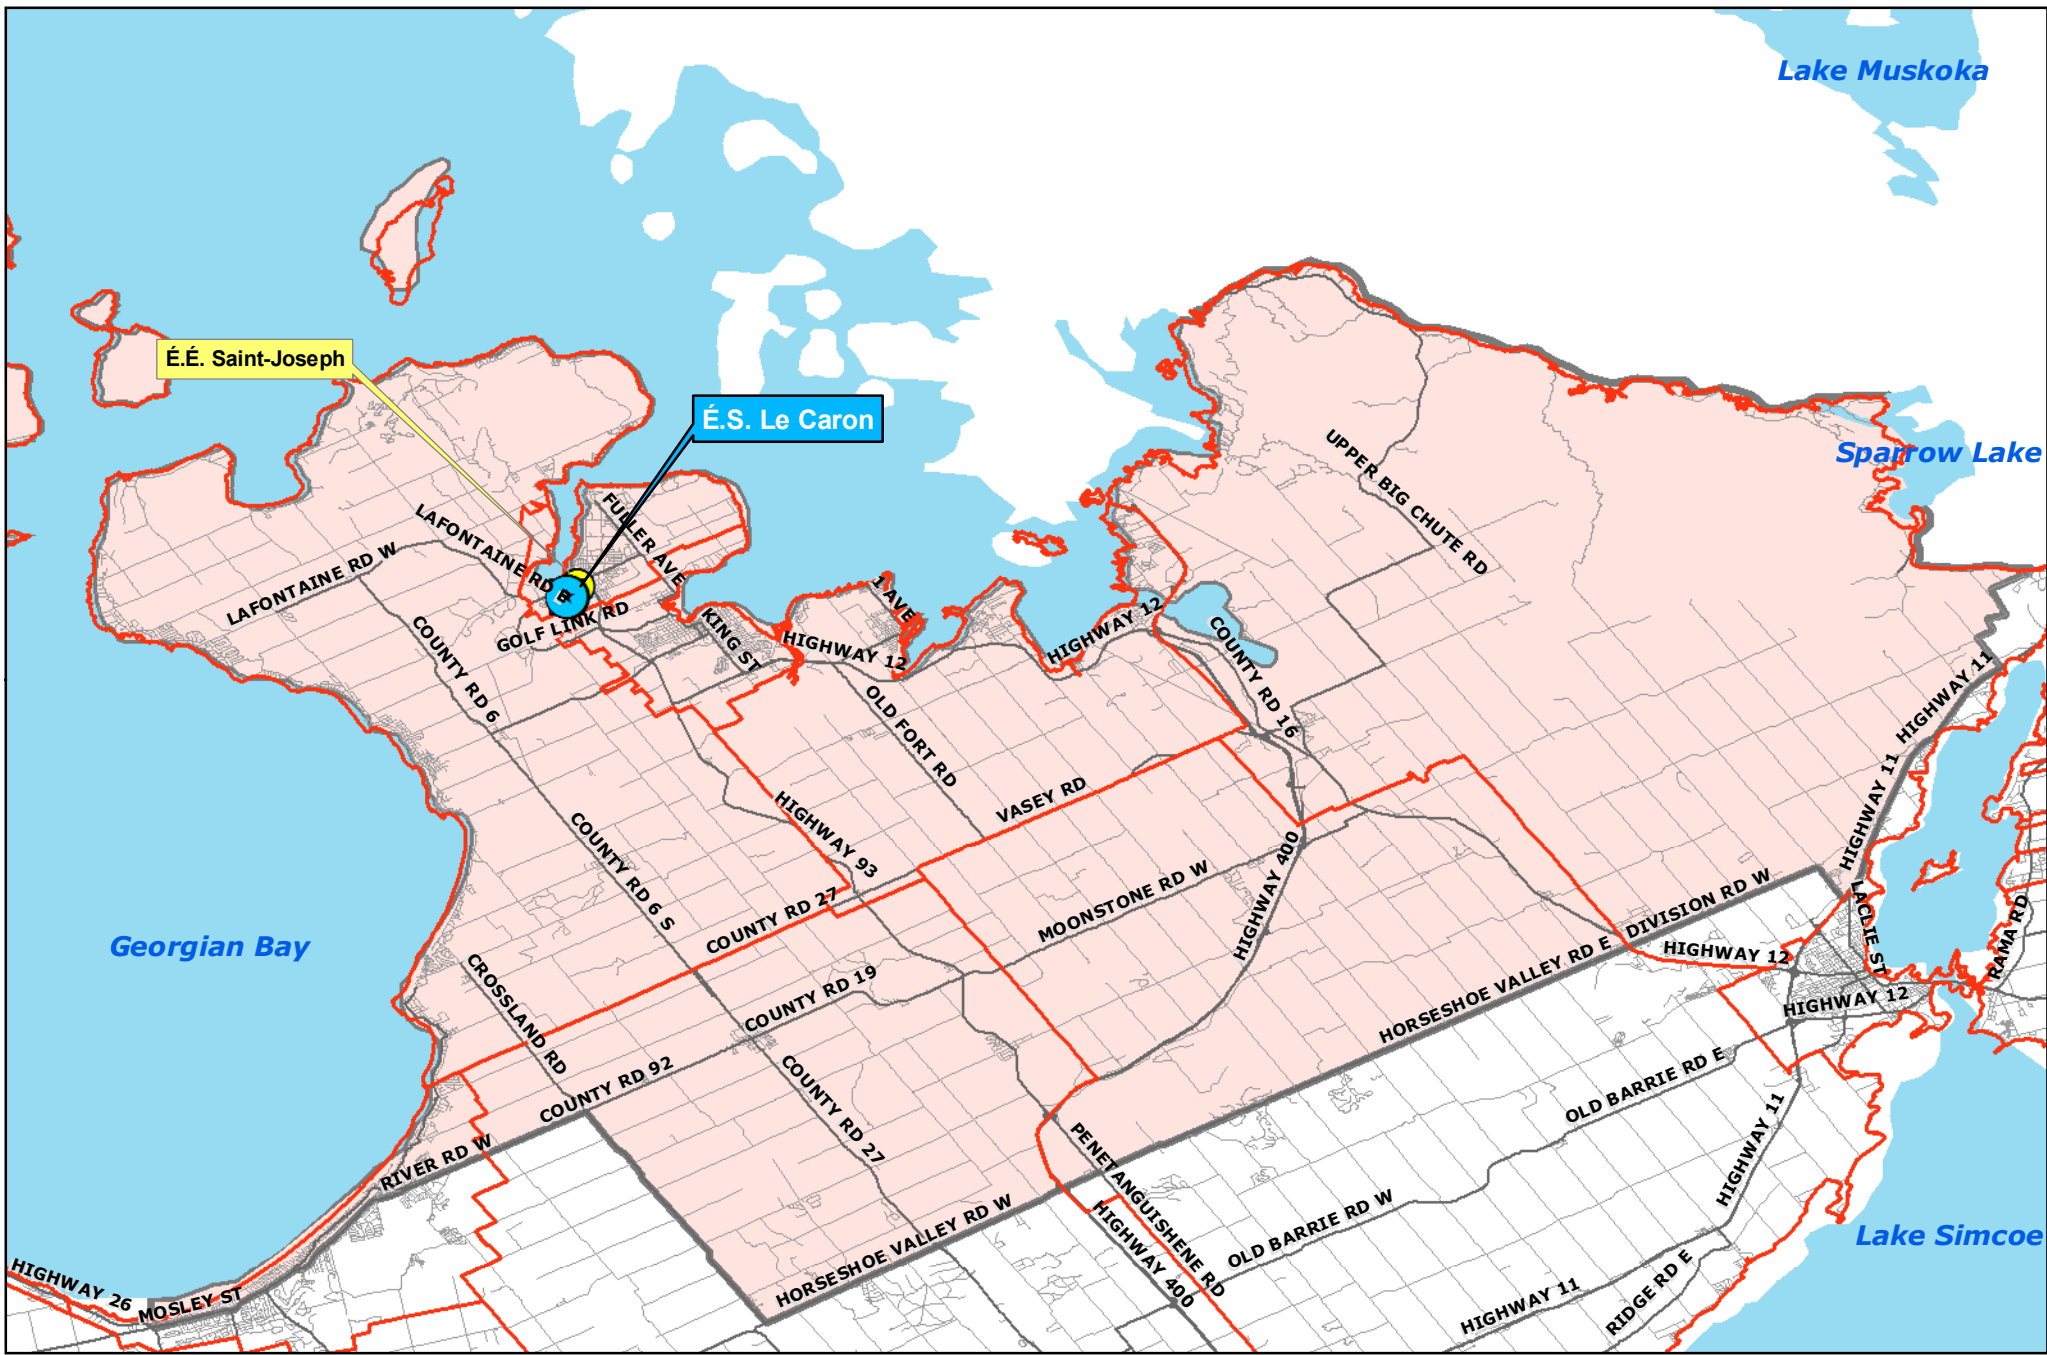 Lake Muskoka
É.É. Saint-Joseph
É.S. Le Caron
Sparrow Lake
UPPER BIG CHUTE RD
FULLER AVE
LAFONTAINE RD E
LAFONTAINE RD W
GOLF LINK RD
KING ST
1 AVE
HIGHWAY 12
HIGHWAY 12
COUNTY RD 16
COUNTY RD 6
OLD FORT RD
HIGHWAY 11
HIGHWAY 11
VASEY RD
HIGHWAY 93
COUNTY RD 6 S
HIGHWAY 400
MOONSTONE RD W
COUNTY RD 27
DIVISION RD W
LACLIE ST
RAMA RD
Georgian Bay
CROSSLAND RD
COUNTY RD 19
HORSESHOE VALLEY RD E
HIGHWAY 12
HIGHWAY 12
COUNTY RD 92
COUNTY RD 27
OLD BARRIE RD E
HIGHWAY 11
RIVER RD W
PENETANGUISHENE RD
HORSESHOE VALLEY RD W
OLD BARRIE RD W
HIGHWAY 400
Lake Simcoe
HIGHWAY 26
MOSLEY ST
HIGHWAY 11
RIDGE RD E